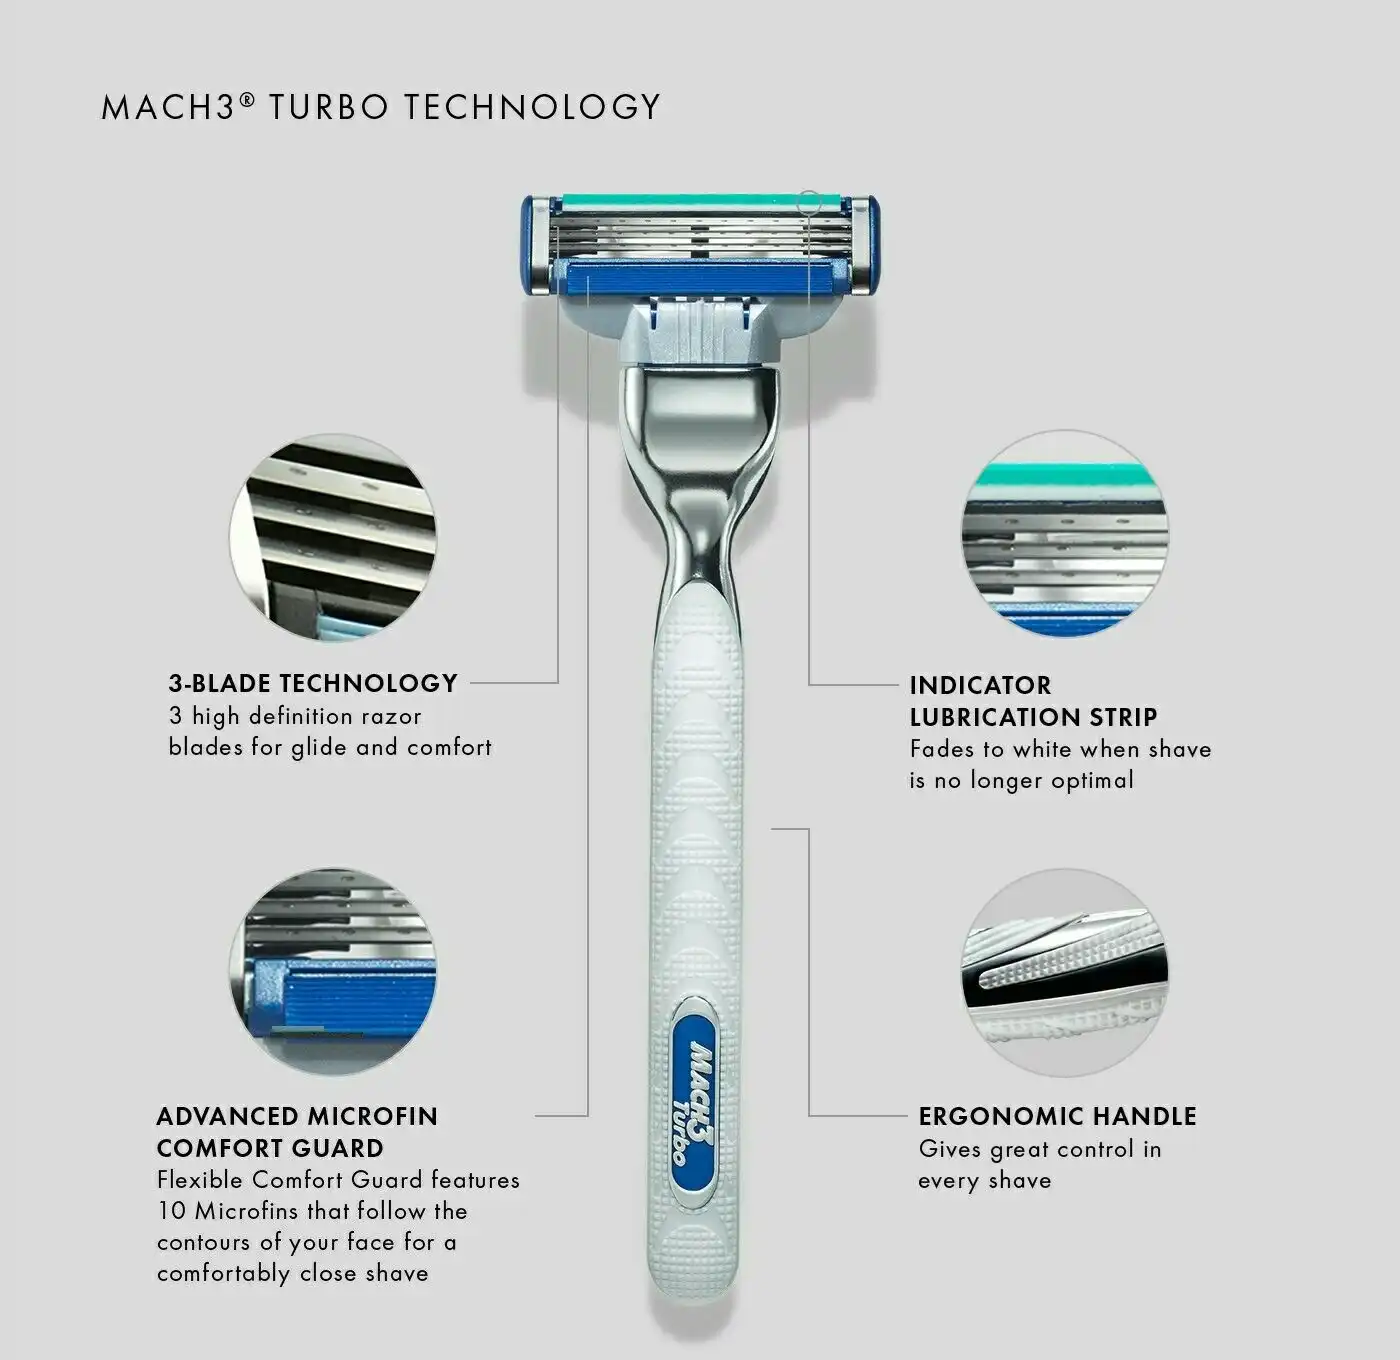 MACH3® TURBO TECHNOLOGY
3-BLADE TECHNOLOGY
3 high definition razor
blades for glide and comfort
INDICATOR
LUBRICATION STRIP
Fades to white when shave
is no longer optimal
ADVANCED MICROFIN
COMFORT GUARD
Flexible Comfort Guard features
10 Microfins that follow the
contours of your face for a
comfortably close shave
ERGONOMIC HANDLE
Gives great control in
every shave
MACH3
Turbo